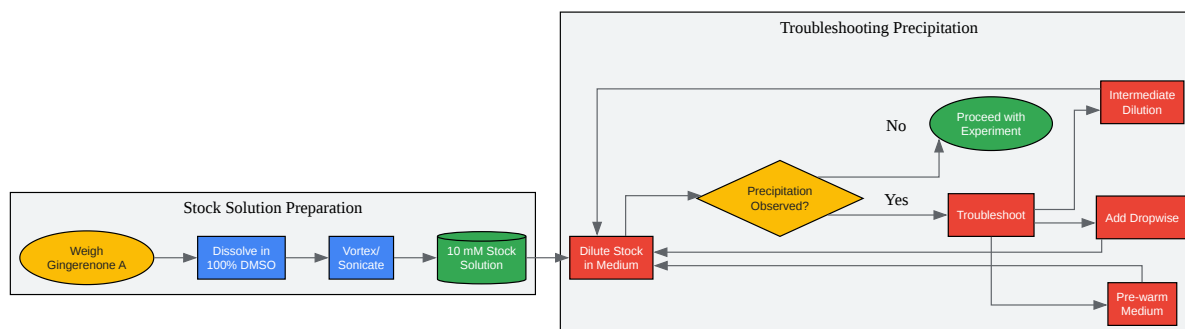 Stock Solution Preparation
Weigh
Gingerenone A
Dissolve in
100% DMSO
Vortex/
Sonicate
10 mM Stock
Solution
Troubleshooting Precipitation
Dilute Stock
in Medium
Precipitation
Observed?
No
Proceed with
Experiment
Yes
Troubleshoot
Intermediate
Dilution
Add Dropwise
Pre-warm
Medium